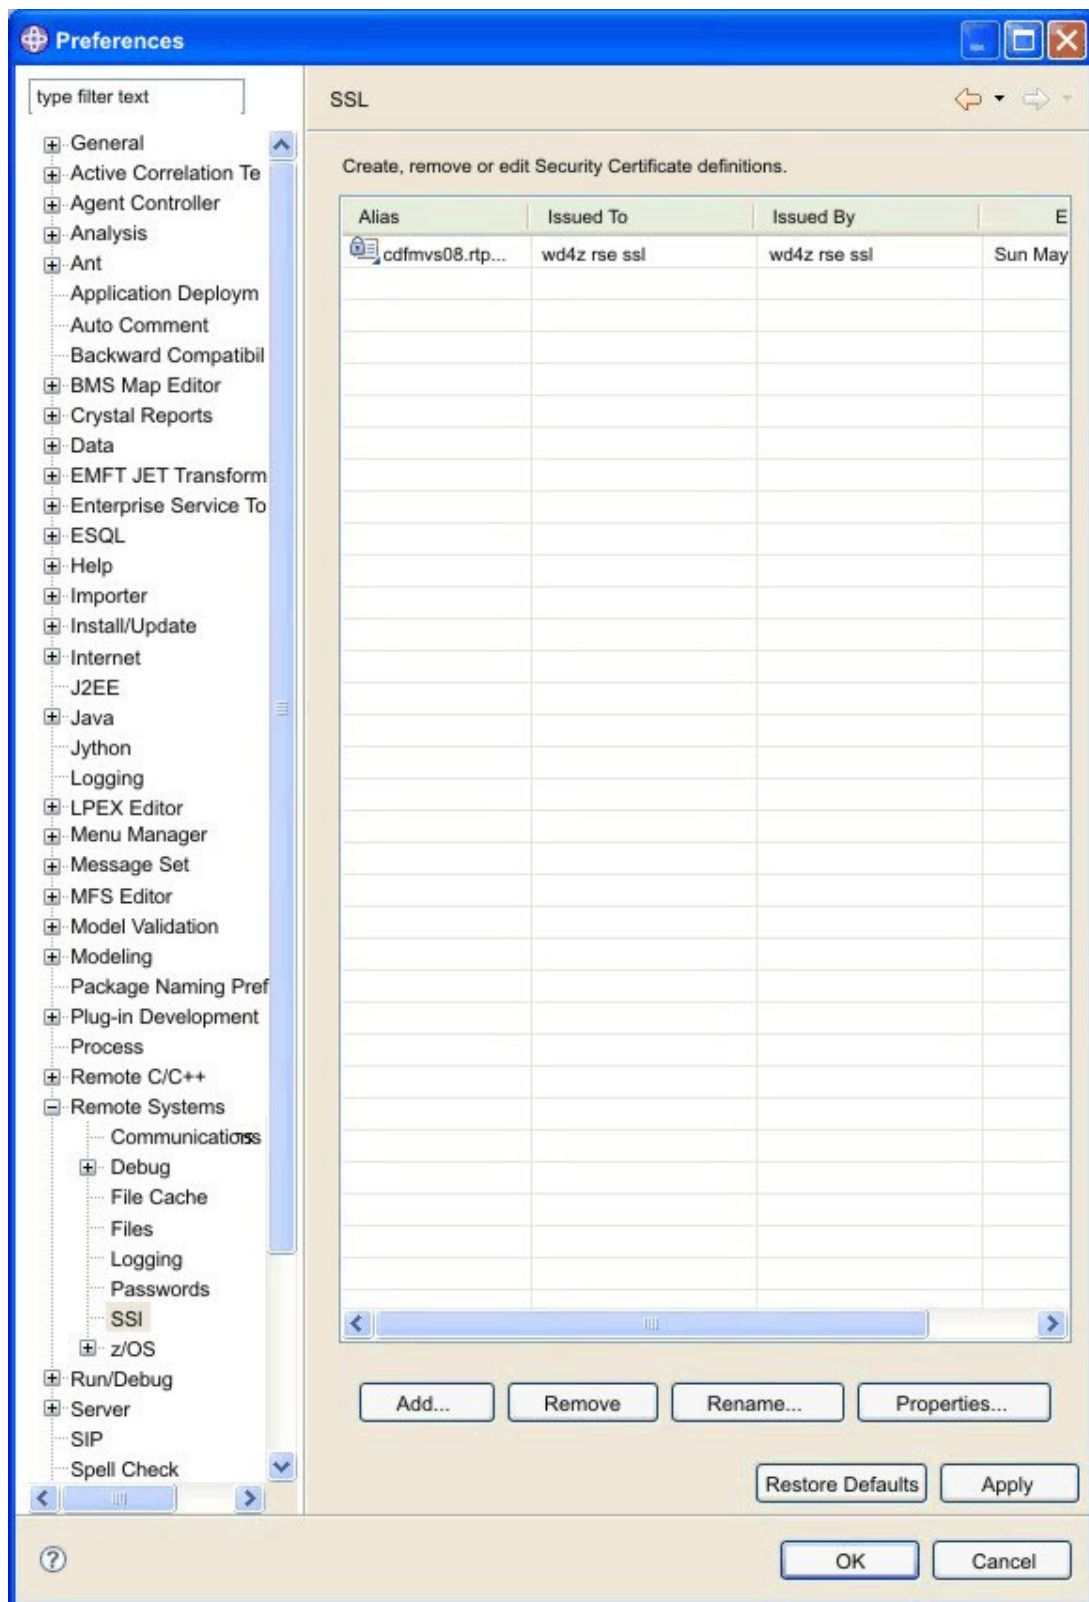 Preferences
type filter text
SSL
General
Active Correlation Te
Agent Controller
Analysis
Ant
Application Deploym
Auto Comment
Backward Compatibil
BMS Map Editor
Crystal Reports
Data
EMFT JET Transform
Enterprise Service To
ESQL
Help
Importer
Install/Update
Internet
J2EE
Java
Jython
Logging
LPEX Editor
Menu Manager
Message Set
MFS Editor
Model Validation
Modeling
Package Naming Pref
Plug-in Development
Process
Remote C/C++
Remote Systems
Communications
Debug
File Cache
Files
Logging
Passwords
SSl
z/OS
Run/Debug
Server
SIP
Spell Check
Create, remove or edit Security Certificate definitions.
Alias Issued To Issued By E
cdfmvs08.rtp... wd4z rse ssl wd4z rse ssl Sun May
Add... Remove Rename... Properties...
Restore Defaults Apply
? OK Cancel